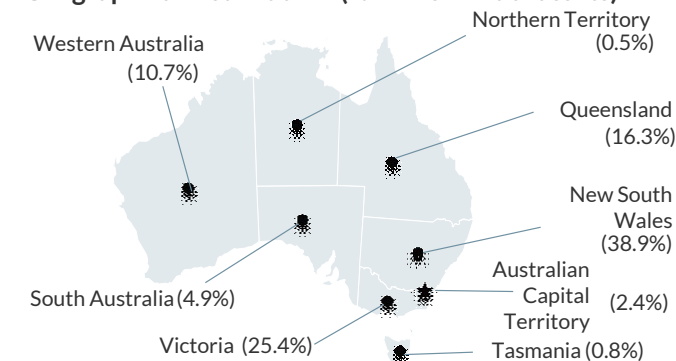 Northern Territory
(0.5%)
Western Australia
(10.7%)
Queensland
(16.3%)
New South
Wales
(38.9%)
Australian
Capital
Territory
(2.4%)
South Australia (4.9%)
Victoria (25.4%)
Tasmania (0.8%)